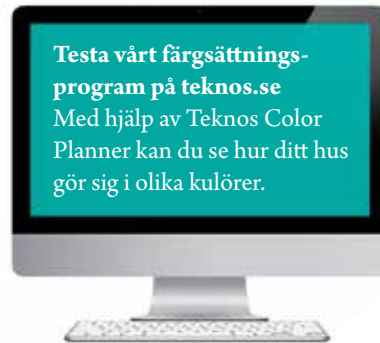 Testa vårt färgsättnings-
program på teknos.se
Med hjälp av Teknos Color
Planner kan du se hur ditt hus
gör sig i olika kulörer.